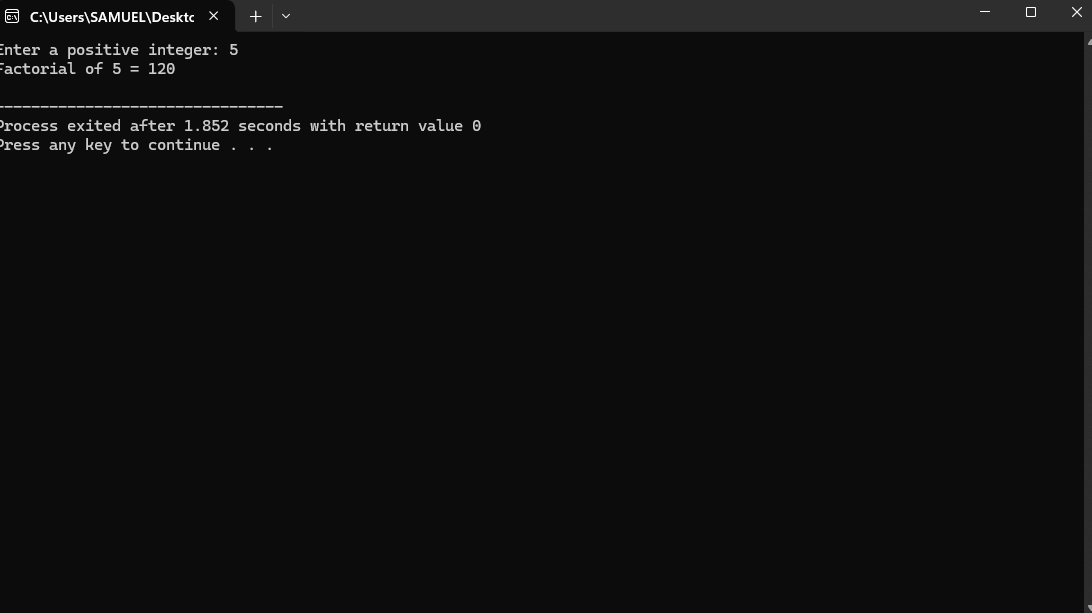 C:\Users\SAMUEL\Deskto
Enter a positive integer: 5
Factorial of 5 = 120
--------------------------------
Process exited after 1.852 seconds with return value 0
Press any key to continue . . .